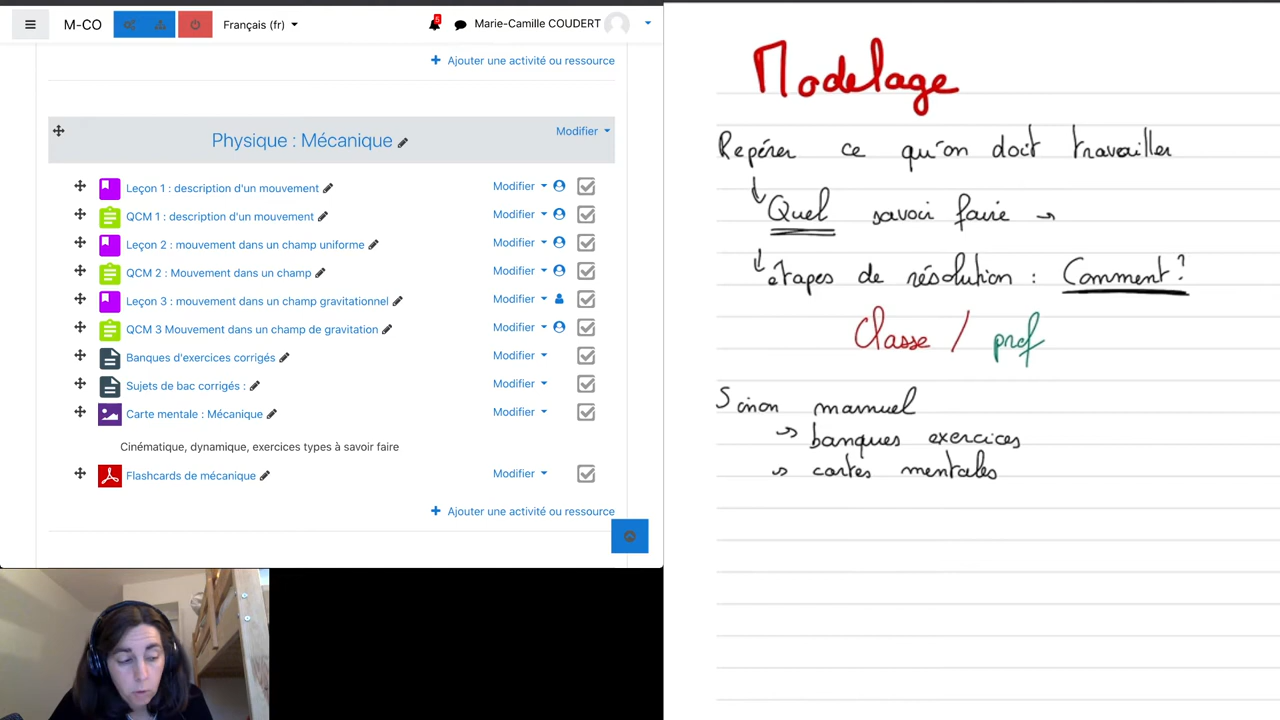 M-CO
Français (fr)
5
Marie-Camille COUDERT
Ajouter une activité ou ressource
Physique : Mécanique
Modifier
Leçon 1 : description d'un mouvement
Modifier
QCM 1 : description d'un mouvement
Modifier
Leçon 2 : mouvement dans un champ uniforme
Modifier
QCM 2 : Mouvement dans un champ
Modifier
Leçon 3 : mouvement dans un champ gravitationnel
Modifier
QCM 3 Mouvement dans un champ de gravitation
Modifier
Banques d'exercices corrigés
Modifier
Sujets de bac corrigés :
Modifier
Carte mentale : Mécanique
Modifier
Cinématique, dynamique, exercices types à savoir faire
Flashcards de mécanique
Modifier
Ajouter une activité ou ressource
Modelage
Repérer ce qu'on doit travailler
↳ Quel savoir faire →
↳ étapes de résolution : Comment ?
Classe / prof
Sinon manuel
→ banques exercices
→ cartes mentales